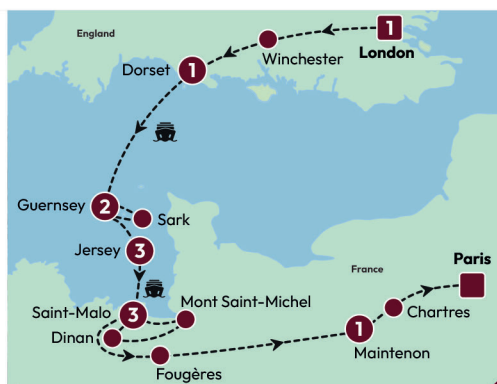 England
1
London
Winchester
Dorset
1
Guernsey
2
Sark
Jersey
3
Saint-Malo
3
Mont Saint-Michel
Dinan
Fougères
France
Paris
Chartres
1
Maintenon